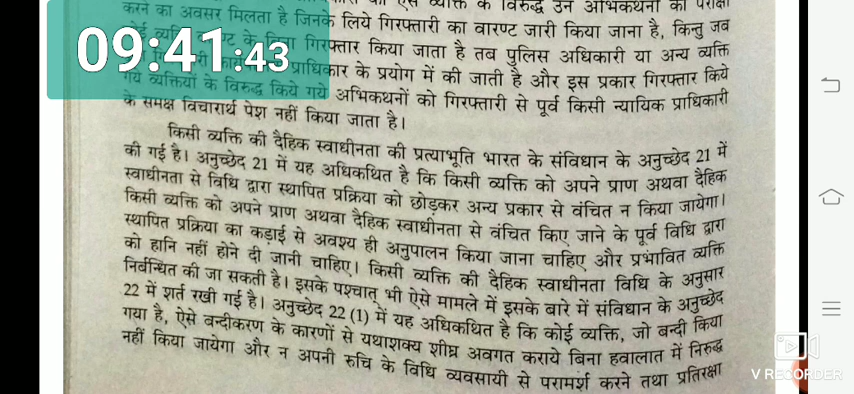 व्यक्ति के विरुद्ध उन अभिकथनों की परीक्षा
करने का अवसर मिलता है जिनके लिये गिरफ्तारी का वारण्ट जारी किया जाना है, किन्तु जब
गिरफ्तार किया जाता है तब पुलिस अधिकारी या अन्य व्यक्ति
प्राधिकार के प्रयोग में की जाती है और इस प्रकार गिरफ्तार किये
गये व्यक्तियों के विरुद्ध किये गये अभिकथनों को गिरफ्तारी से पूर्व किसी न्यायिक प्राधिकारी
के समक्ष विचारार्थ पेश नहीं किया जाता है।
किसी व्यक्ति की दैहिक स्वाधीनता की प्रत्याभूति भारत के संविधान के अनुच्छेद 21 में
की गई है। अनुच्छेद 21 में यह अधिकथित है कि किसी व्यक्ति को अपने प्राण अथवा दैहिक
स्वाधीनता से विधि द्वारा स्थापित प्रक्रिया को छोड़कर अन्य प्रकार से वंचित न किया जायेगा।
किसी व्यक्ति को अपने प्राण अथवा दैहिक स्वाधीनता से वंचित किए जाने के पूर्व विधि द्वारा
स्थापित प्रक्रिया का कड़ाई से अवश्य ही अनुपालन किया जाना चाहिए और प्रभावित व्यक्ति
को हानि नहीं होने दी जानी चाहिए। किसी व्यक्ति की दैहिक स्वाधीनता विधि के अनुसार
निर्बन्धित की जा सकती है। इसके पश्चात् भी ऐसे मामले में इसके बारे में संविधान के अनुच्छेद
22 में शर्त रखी गई है। अनुच्छेद 22 (1) में यह अधिकथित है कि कोई व्यक्ति, जो बन्दी किया
गया है, ऐसे बन्दीकरण के कारणों से यथाशक्य शीघ्र अवगत कराये बिना हवालात में निरुद्ध
नहीं किया जायेगा और न अपनी रुचि के विधि व्यवसायी से परामर्श करने तथा प्रतिरक्षा
09:41:43
V RECORDER